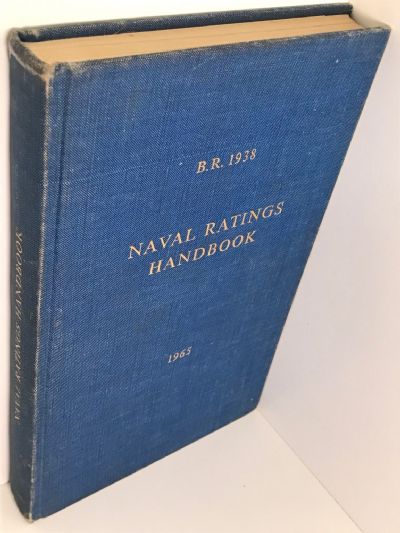 B.R. 1938
NAVAL RATINGS
HANDBOOK
1965
NAVAL RATINGS HANDBOOK